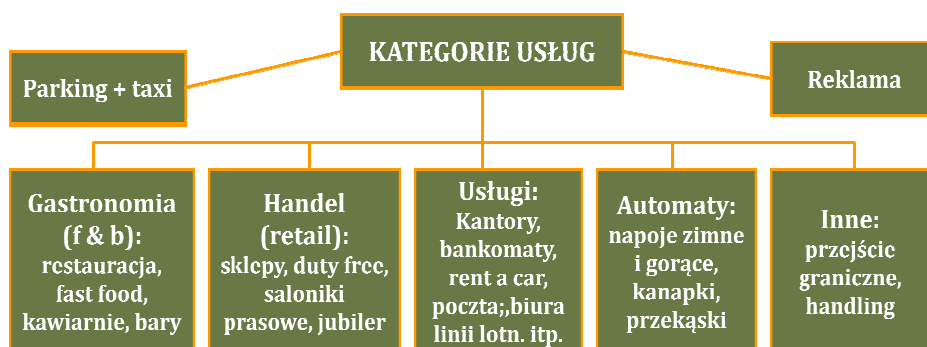 KATEGORIE USŁUG
Parking + taxi
Reklama
Gastronomia
(f & b):
restauracja,
fast food,
kawiarnie, bary
Handel
(retail):
sklepy, duty free,
saloniki
prasowe, jubiler
Usługi:
Kantory,
bankomaty,
rent a car,
poczta;,biura
linii lotn. itp.
Automaty:
napoje zimne
i gorące,
kanapki,
przekąski
Inne:
przejście
graniczne,
handling